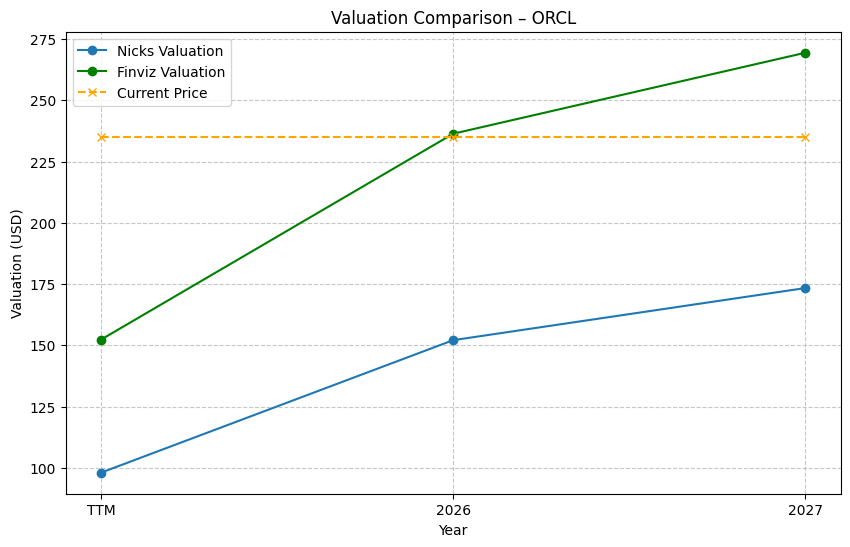 Valuation Comparison – ORCL
Nicks Valuation
Finviz Valuation
Current Price
Valuation (USD)
275
250
225
200
175
150
125
100
TTM
2026
2027
Year